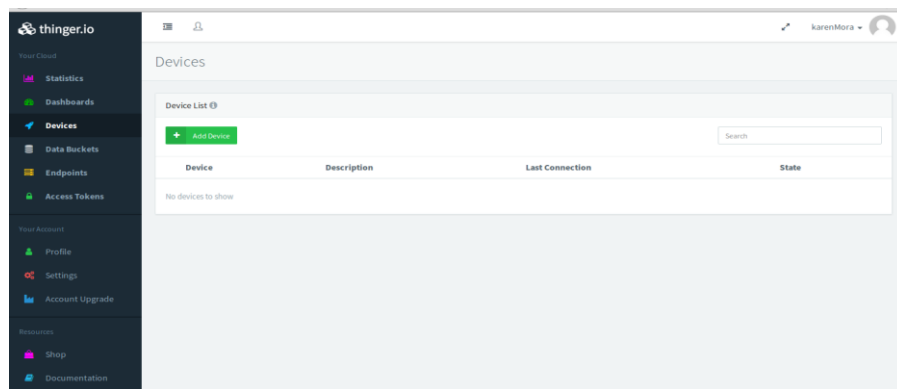 thinger.io
karenMora
Your Cloud
Statistics
Dashboards
Devices
Data Buckets
Endpoints
Access Tokens
Your Account
Profile
Settings
Account Upgrade
Resources
Shop
Documentation
Devices
Device List
Add Device
Search
Device Description Last Connection State
No devices to show